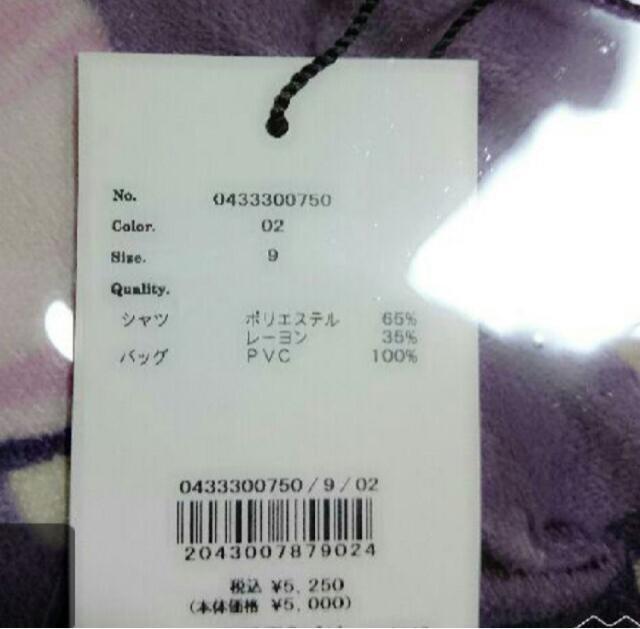 No. 0433300750
Color. 02
Size. 9
Quality.
シャツ ポリエステル 65%
レーヨン 35%
バッグ PVC 100%
0433300750/9/02
2043007879024
税込 ¥5,250
(本体価格 ¥5,000)